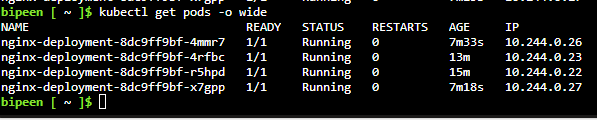 bipeen [ ~ ]$ kubectl get pods -o wide
NAME READY STATUS RESTARTS AGE IP
nginx-deployment-8dc9ff9bf-4mmr7 1/1 Running 0 7m33s 10.244.0.26
nginx-deployment-8dc9ff9bf-4rfbc 1/1 Running 0 13m 10.244.0.23
nginx-deployment-8dc9ff9bf-r5hpd 1/1 Running 0 15m 10.244.0.22
nginx-deployment-8dc9ff9bf-x7gpp 1/1 Running 0 7m18s 10.244.0.27
bipeen [ ~ ]$